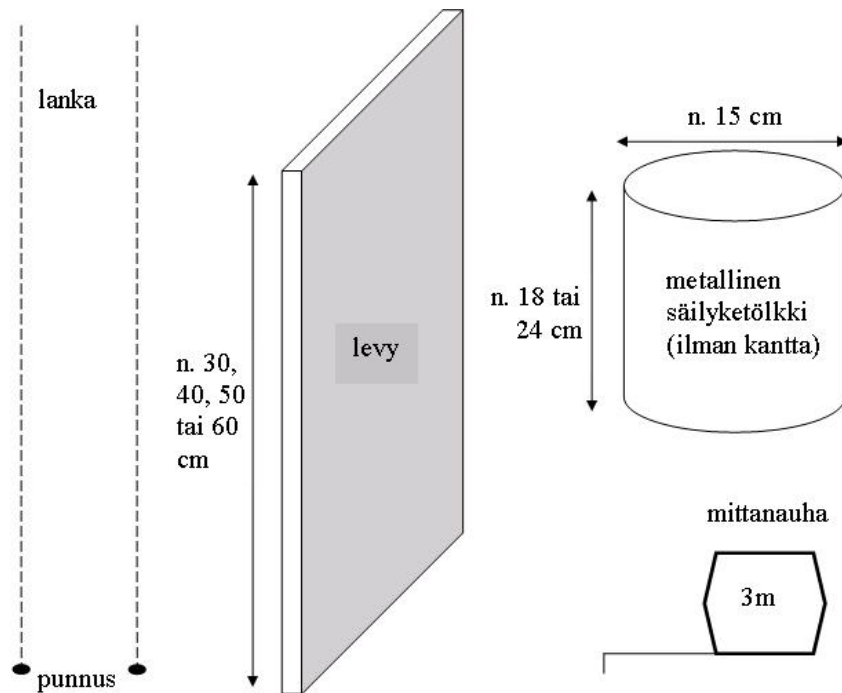 lanka
punnus
n. 30,
40, 50
tai 60
cm
levy
n. 15 cm
n. 18 tai
24 cm
metallinen
säilyketölkki
(ilman kantta)
mittanauha
3m